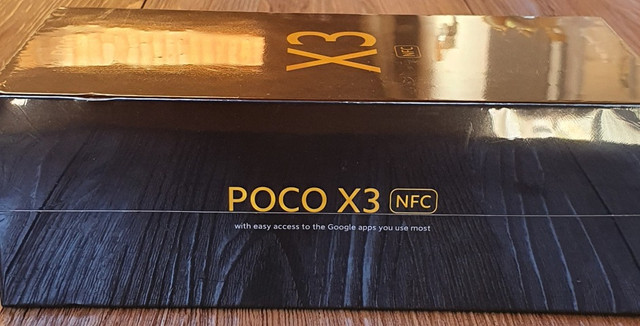 X3 NFC
POCO X3 NFC
with easy access to the Google apps you use most